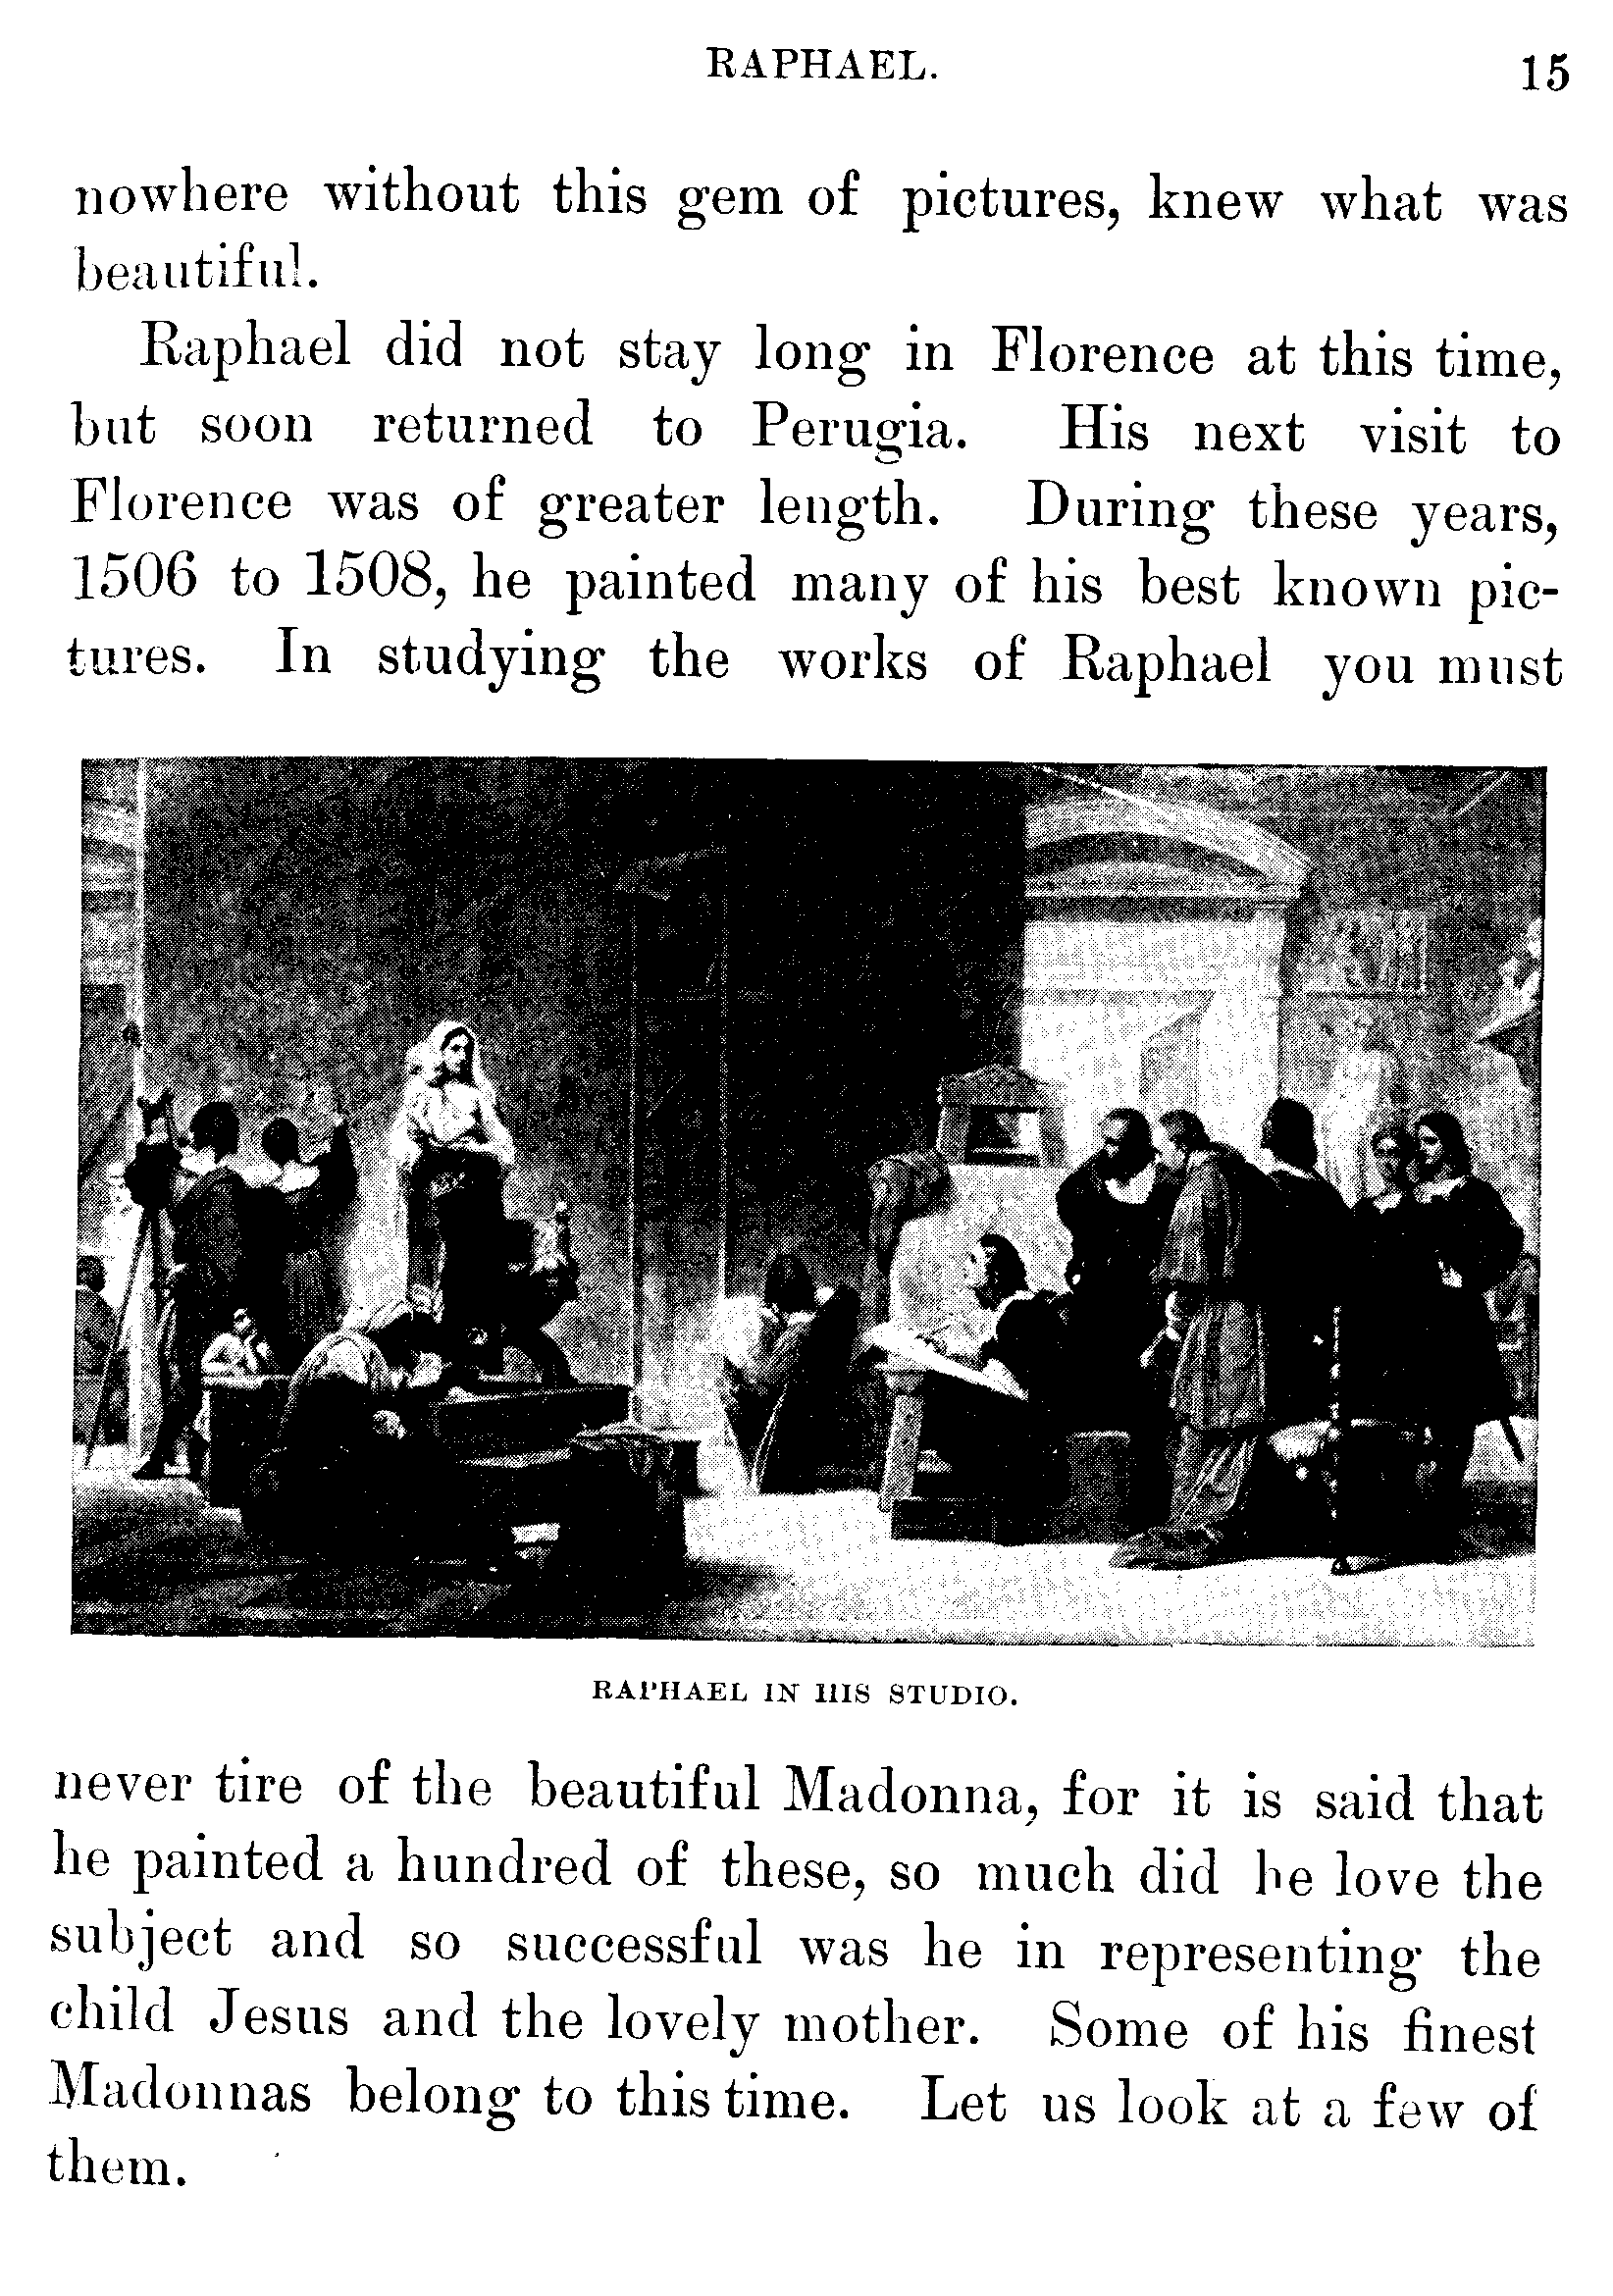 RAPHAEL. 15
nowhere without this gem of pictures, knew what was
beautiful.
Raphael did not stay long in Florence at this time,
but soon returned to Perugia. His next visit to
Florence was of greater length. During these years,
1506 to 1508, he painted many of his best known pic-
tures. In studying the works of Raphael you must
RAPHAEL IN HIS STUDIO.
never tire of the beautiful Madonna, for it is said that
he painted a hundred of these, so much did he love the
subject and so successful was he in representing the
child Jesus and the lovely mother. Some of his finest
Madonnas belong to this time. Let us look at a few of
them.